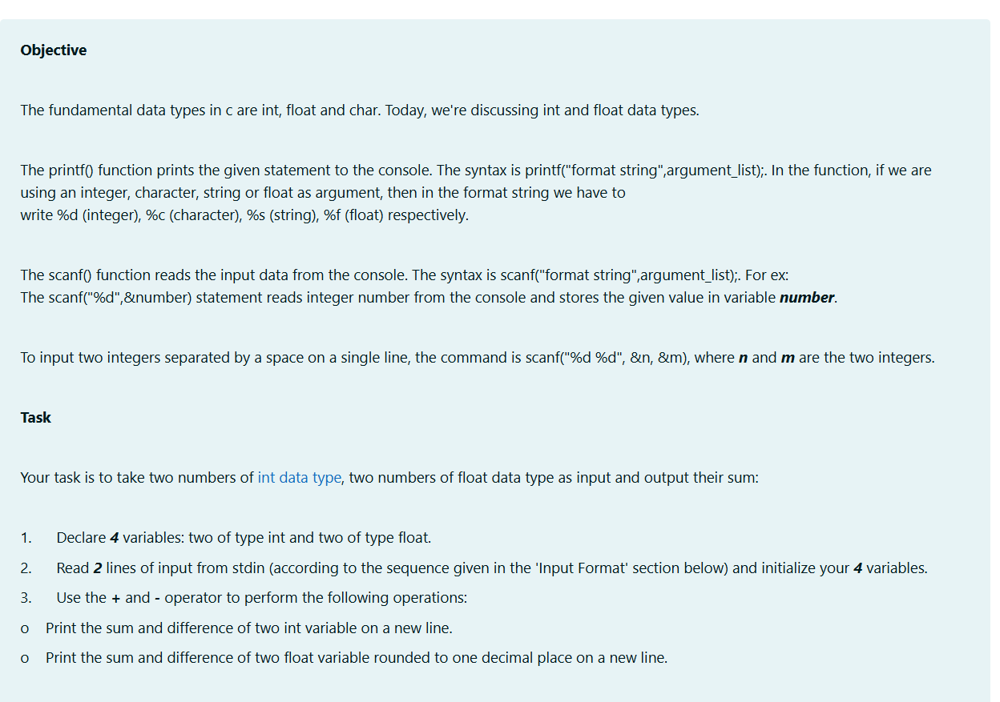 Objective
The fundamental data types in c are int, float and char. Today, we're discussing int and float data types.
The printf() function prints the given statement to the console. The syntax is printf("format string",argument_list);. In the function, if we are
using an integer, character, string or float as argument, then in the format string we have to
write %d (integer), %c (character), %s (string), %f (float) respectively.
The scanf() function reads the input data from the console. The syntax is scanf("format string",argument_list);. For ex:
The scanf("%d",&number) statement reads integer number from the console and stores the given value in variable number.
To input two integers separated by a space on a single line, the command is scanf("%d %d", &n, &m), where n and m are the two integers.
Task
Your task is to take two numbers of int data type, two numbers of float data type as input and output their sum:
1. Declare 4 variables: two of type int and two of type float.
2. Read 2 lines of input from stdin (according to the sequence given in the 'Input Format' section below) and initialize your 4 variables.
3. Use the + and - operator to perform the following operations:
o Print the sum and difference of two int variable on a new line.
o Print the sum and difference of two float variable rounded to one decimal place on a new line.